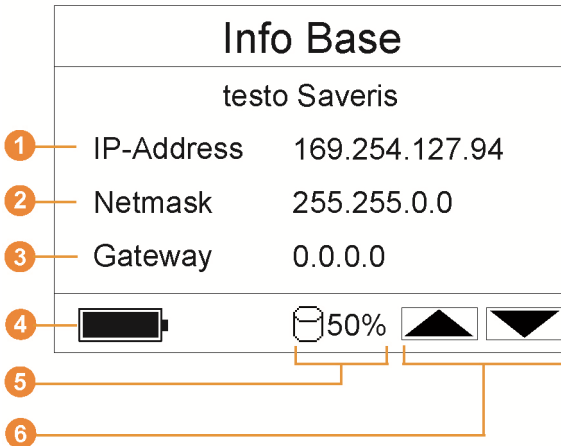 Info Base
testo Saveris
1 IP-Address 169.254.127.94
2 Netmask 255.255.0.0
3 Gateway 0.0.0.0
4 50%
5
6